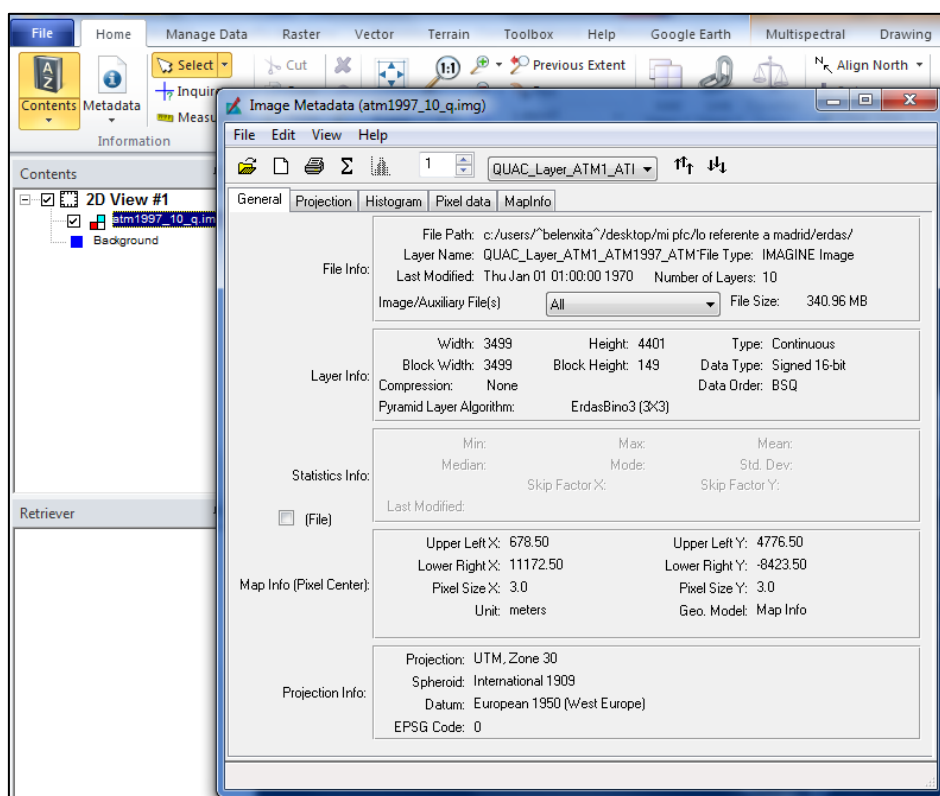 File Home Manage Data Raster Vector Terrain Toolbox Help Google Earth Multispectral Drawing
A Z
Contents
Metadata
Information
Select Cut Previous Extent Align North
Inquir
Measu
1:1
Image Metadata (atm1997_10_q.img)
File Edit View Help
1 QUAC_Layer_ATM1_ATI
General Projection Histogram Pixel data MapInfo
Contents
2D View #1
atm1997_10_q.im
Background
Retriever
File Info:
File Path: c:/users/^belenxita^/desktop/mi pfc/lo referente a madrid/erdas/
Layer Name: QUAC_Layer_ATM1_ATM1997_ATM File Type: IMAGINE Image
Last Modified: Thu Jan 01 01:00:00 1970 Number of Layers: 10
Image/Auxiliary File(s) All File Size: 340.96 MB
Layer Info:
Width: 3499 Height: 4401 Type: Continuous
Block Width: 3499 Block Height: 149 Data Type: Signed 16-bit
Compression: None Data Order: BSQ
Pyramid Layer Algorithm: ErdasBino3 (3X3)
Statistics Info:
(File)
Min: Max: Mean:
Median: Mode: Std. Dev:
Skip Factor X: Skip Factor Y:
Last Modified:
Map Info (Pixel Center):
Upper Left X: 678.50 Upper Left Y: 4776.50
Lower Right X: 11172.50 Lower Right Y: -8423.50
Pixel Size X: 3.0 Pixel Size Y: 3.0
Unit: meters Geo. Model: Map Info
Projection Info:
Projection: UTM, Zone 30
Spheroid: International 1909
Datum: European 1950 (West Europe)
EPSG Code: 0